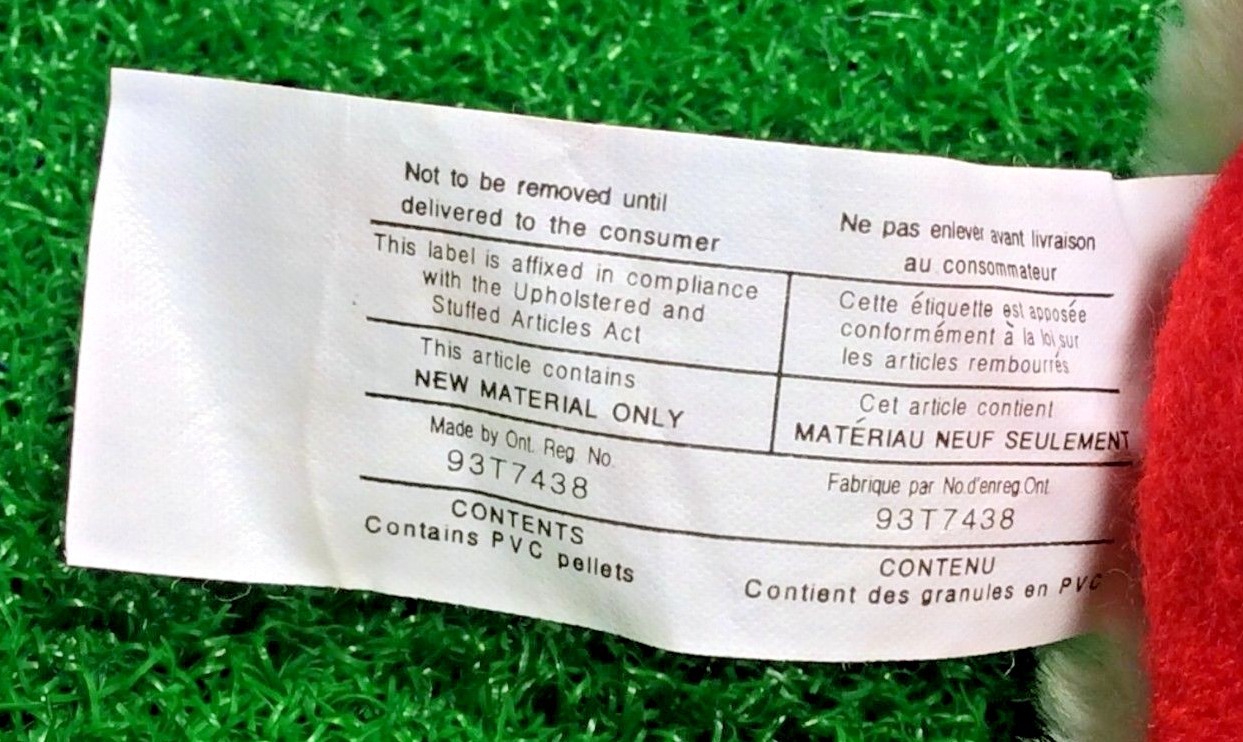 Not to be removed until
delivered to the consumer
This label is affixed in compliance
with the Upholstered and
Stuffed Articles Act
This article contains
NEW MATERIAL ONLY
Made by Ont. Reg. No.
93T7438
CONTENTS
Contains PVC pellets
Ne pas enlever avant livraison
au consommateur
Cette étiquette est apposée
conformément à la loi sur
les articles rembourrés
Cet article contient
MATÉRIAU NEUF SEULEMENT
Fabrique par No.d'enreg.Ont.
93T7438
CONTENU
Contient des granules en PVC